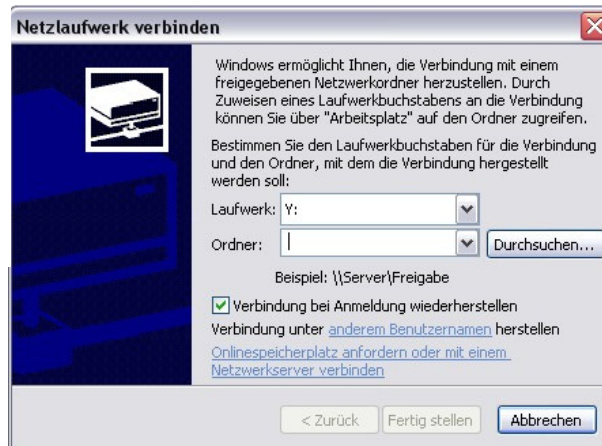 Netzlaufwerk verbinden
Windows ermöglicht Ihnen, die Verbindung mit einem
freigegebenen Netzwerkordner herzustellen. Durch
Zuweisen eines Laufwerkbuchstabens an die Verbindung
können Sie über "Arbeitsplatz" auf den Ordner zugreifen.
Bestimmen Sie den Laufwerkbuchstaben für die Verbindung
und den Ordner, mit dem die Verbindung hergestellt
werden soll:
Laufwerk: Y:
Ordner: Durchsuchen...
Beispiel: \\Server\Freigabe
Verbindung bei Anmeldung wiederherstellen
Verbindung unter anderem Benutzernamen herstellen
Onlinespeicherplatz anfordern oder mit einem
Netzwerkserver verbinden
< Zurück Fertig stellen Abbrechen